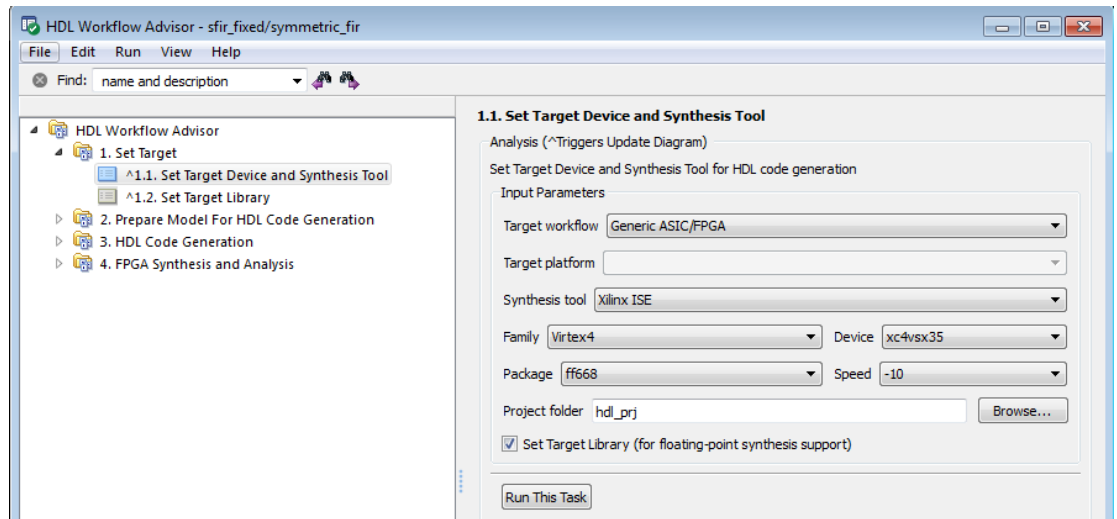 HDL Workflow Advisor - sfir_fixed/symmetric_fir
File Edit Run View Help
Find: name and description
HDL Workflow Advisor
1. Set Target
^1.1. Set Target Device and Synthesis Tool
^1.2. Set Target Library
2. Prepare Model For HDL Code Generation
3. HDL Code Generation
4. FPGA Synthesis and Analysis
1.1. Set Target Device and Synthesis Tool
Analysis (^Triggers Update Diagram)
Set Target Device and Synthesis Tool for HDL code generation
Input Parameters
Target workflow Generic ASIC/FPGA
Target platform
Synthesis tool Xilinx ISE
Family Virtex4 Device xc4vsx35
Package ff668 Speed -10
Project folder hdl_prj Browse...
Set Target Library (for floating-point synthesis support)
Run This Task